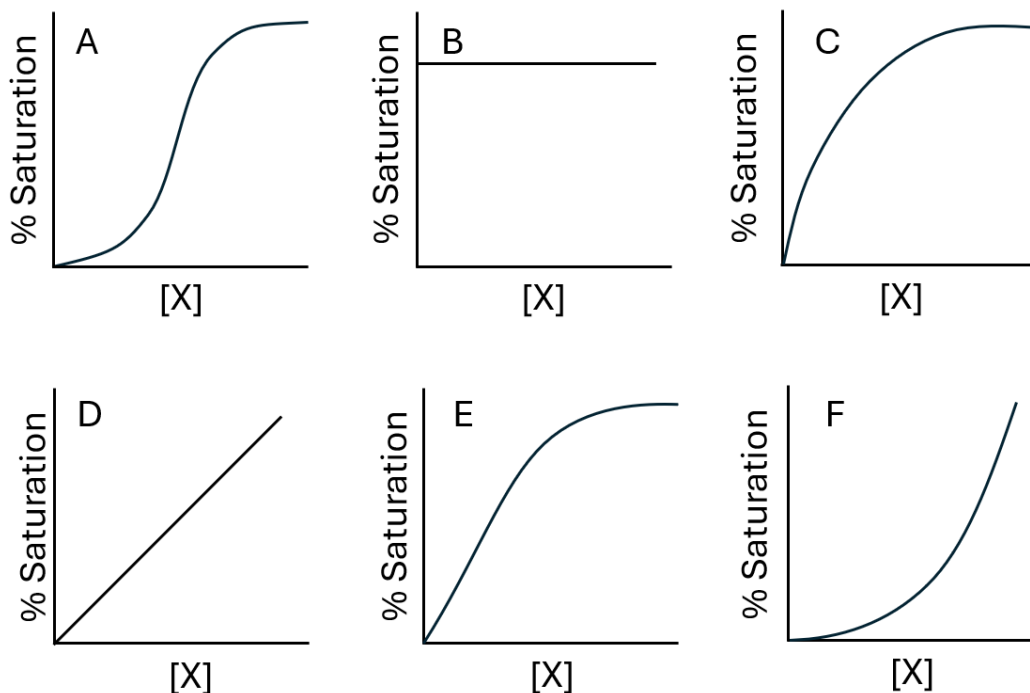 A
% Saturation
[X]
B
% Saturation
[X]
C
% Saturation
[X]
D
% Saturation
[X]
E
% Saturation
[X]
F
% Saturation
[X]